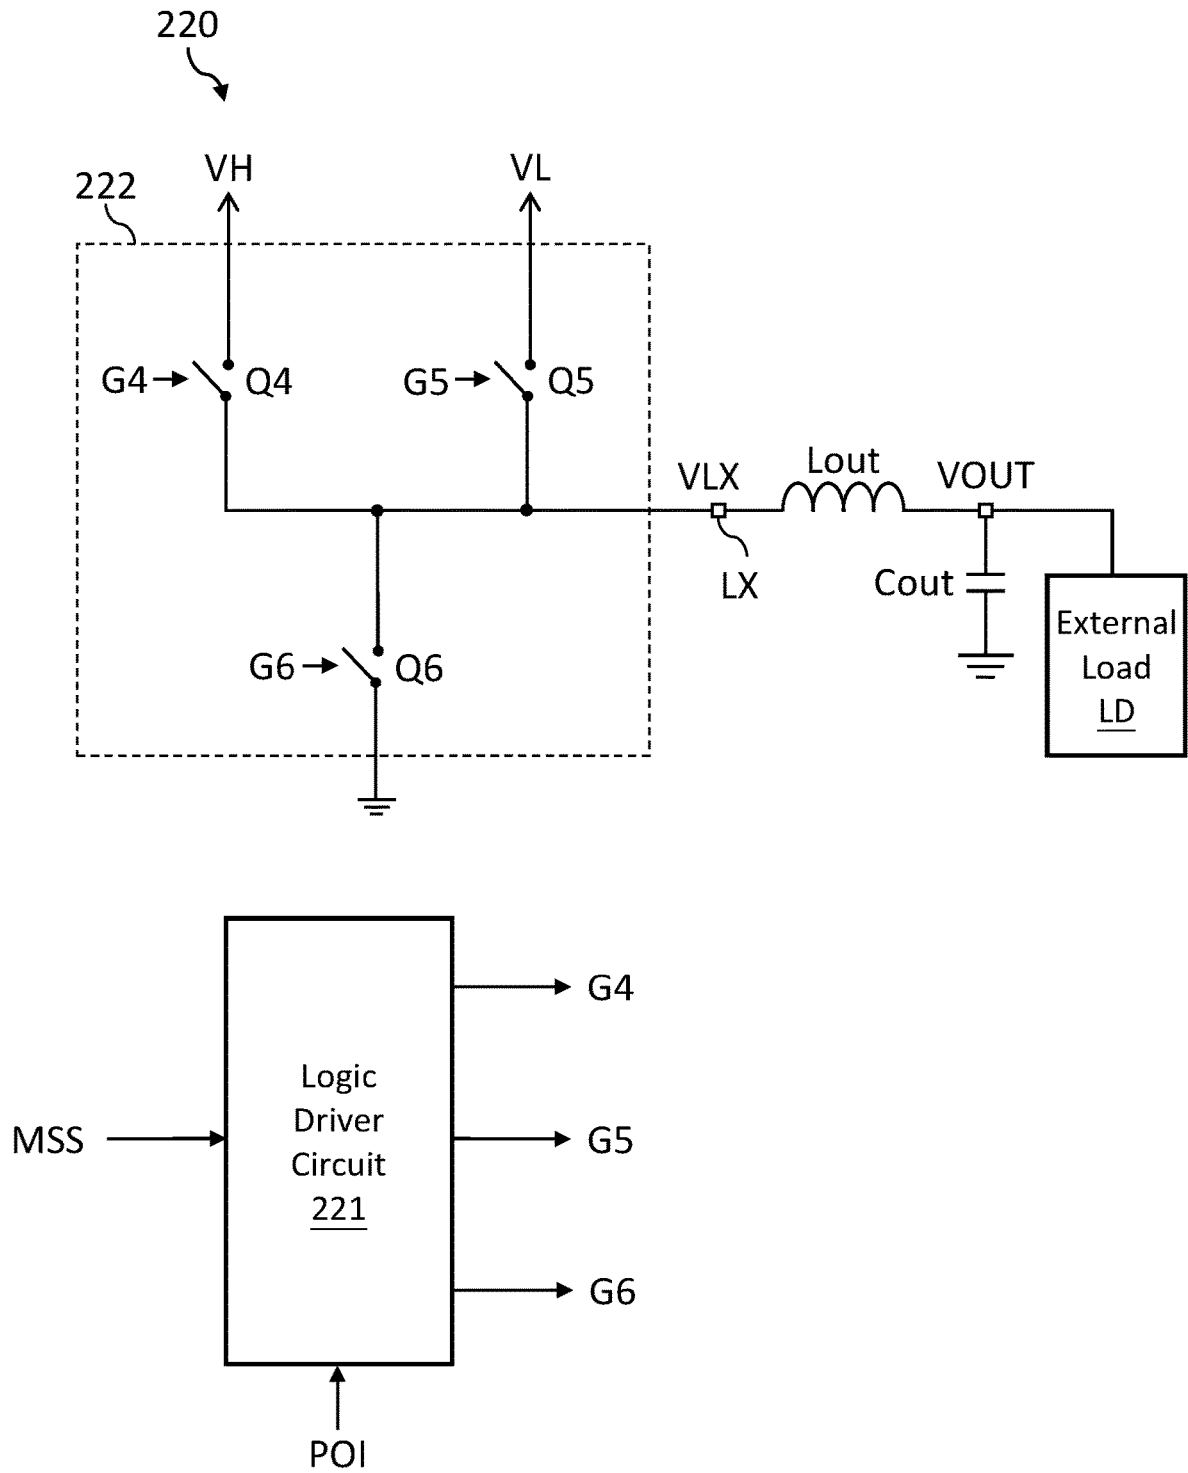 220
VH
VL
222
G4
Q4
G5
Q5
VLX
Lout
VOUT
LX
Cout
External
Load
LD
G6
Q6
G4
Logic
Driver
Circuit
221
MSS
G5
G6
POI